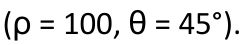 (ρ = 100, θ = 45°).